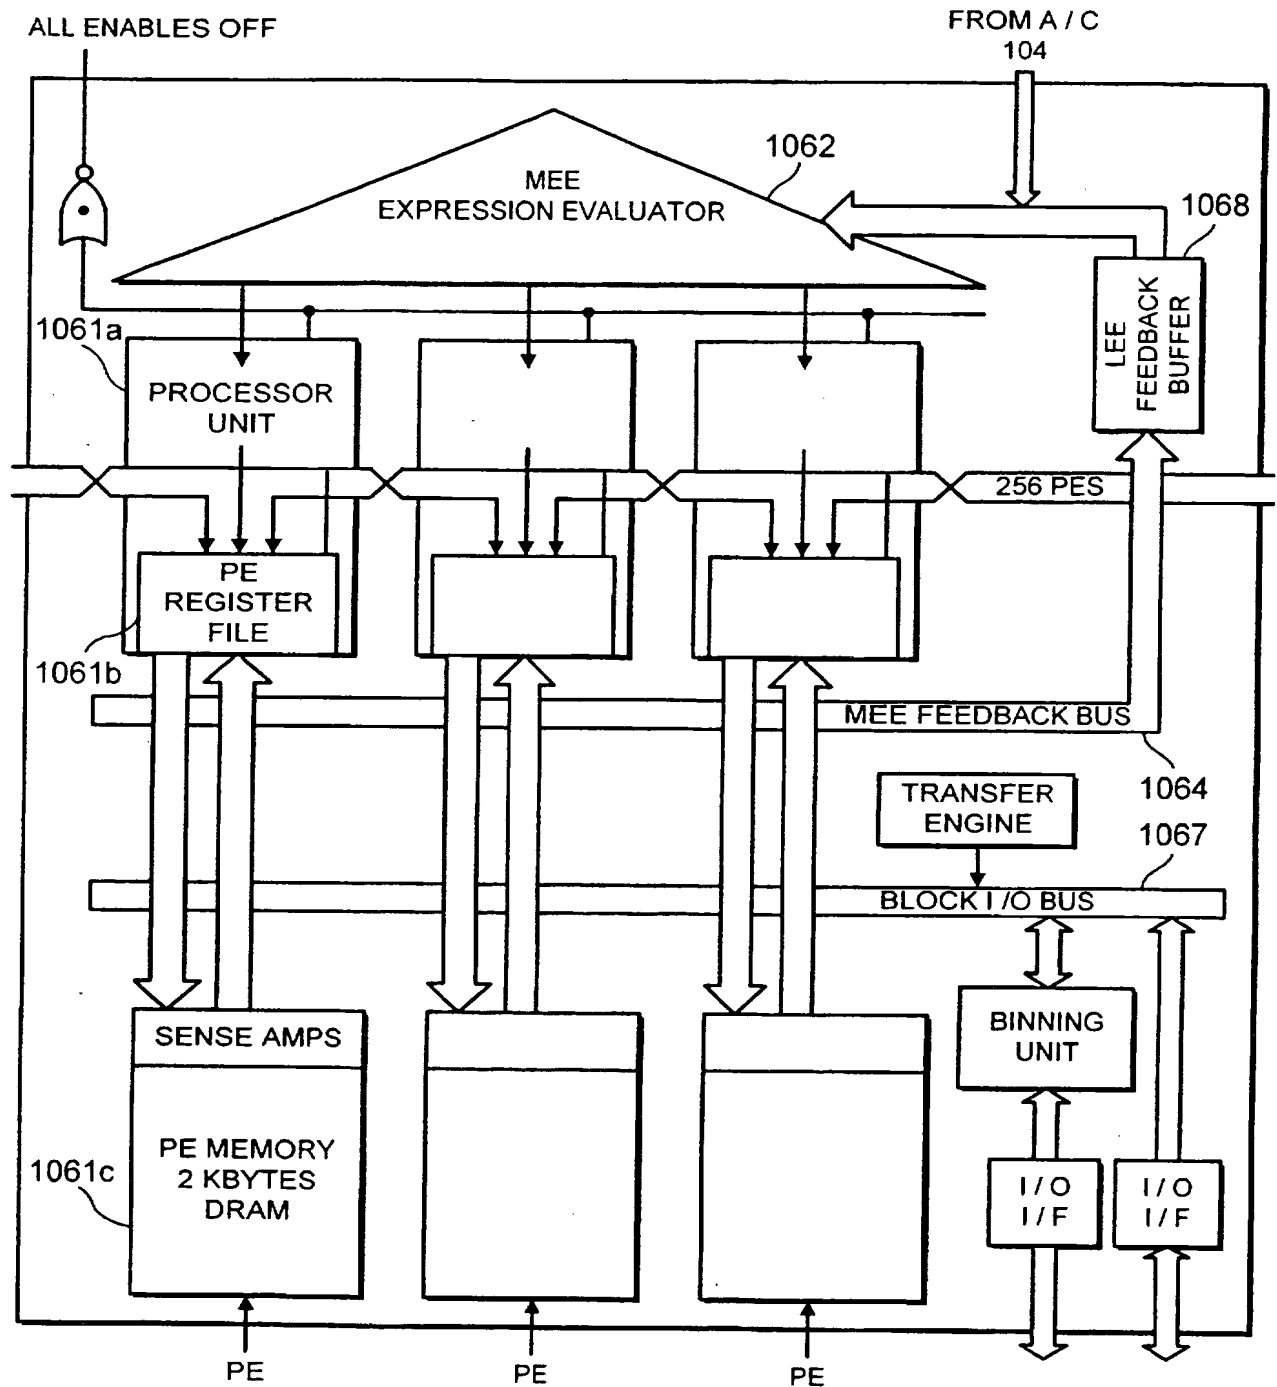 ALL ENABLES OFF
FROM A / C
104
1062
MEE
EXPRESSION EVALUATOR
1068
LEE
FEEDBACK
BUFFER
1061a
PROCESSOR
UNIT
256 PES
PE
REGISTER
FILE
1061b
MEE FEEDBACK BUS
1064
TRANSFER
ENGINE
1067
BLOCK I /O BUS
SENSE AMPS
BINNING
UNIT
PE MEMORY
2 KBYTES
DRAM
1061c
I / O
I / F
I / O
I / F
PE
PE
PE